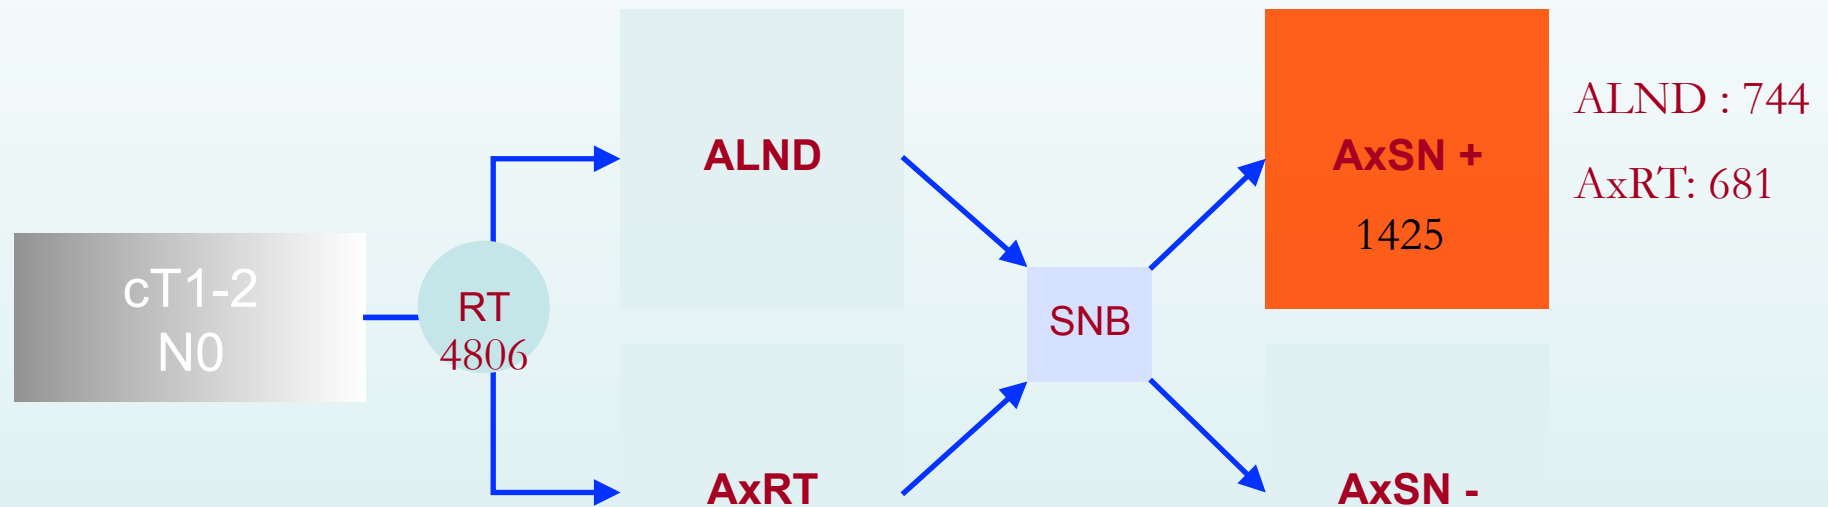 cT1-2
N0
RT
4806
ALND
AxRT
SNB
AxSN +
1425
AxSN -
ALND : 744
AxRT: 681